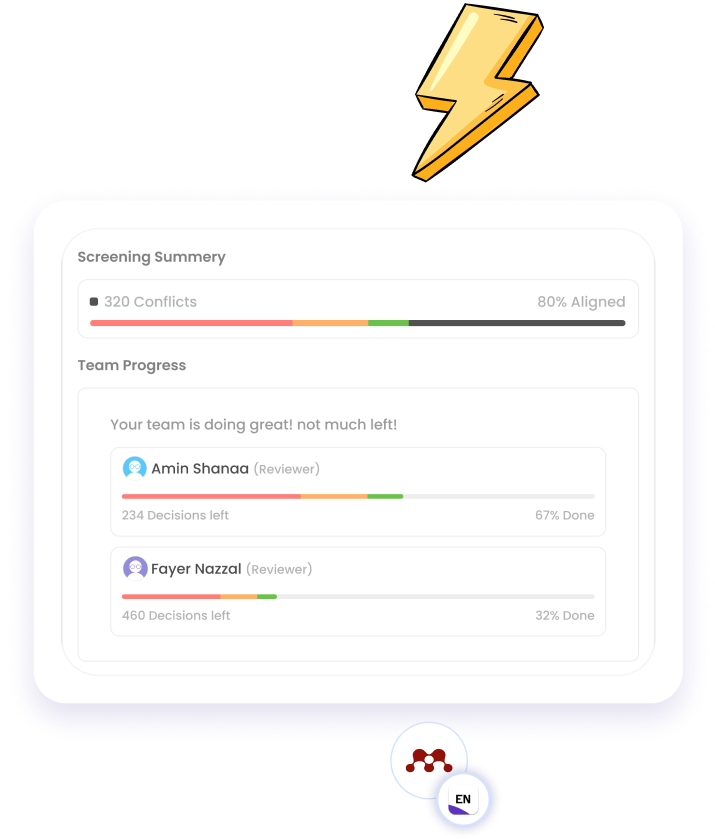 Screening Summery
320 Conflicts 80% Aligned
Team Progress
Your team is doing great! not much left!
Amin Shanaa (Reviewer)
234 Decisions left 67% Done
Fayer Nazzal (Reviewer)
460 Decisions left 32% Done
EN